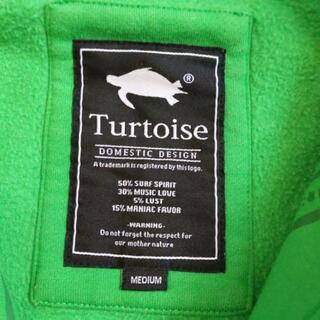 ®
Turtoise
DOMESTIC DESIGN
A trademark is registered by this logo.
50% SURF SPIRIT
30% MUSIC LOVE
5% LUST
15% MANIAC FAVOR
-WARNING-
Do not forget the respect for
our mother nature
MEDIUM